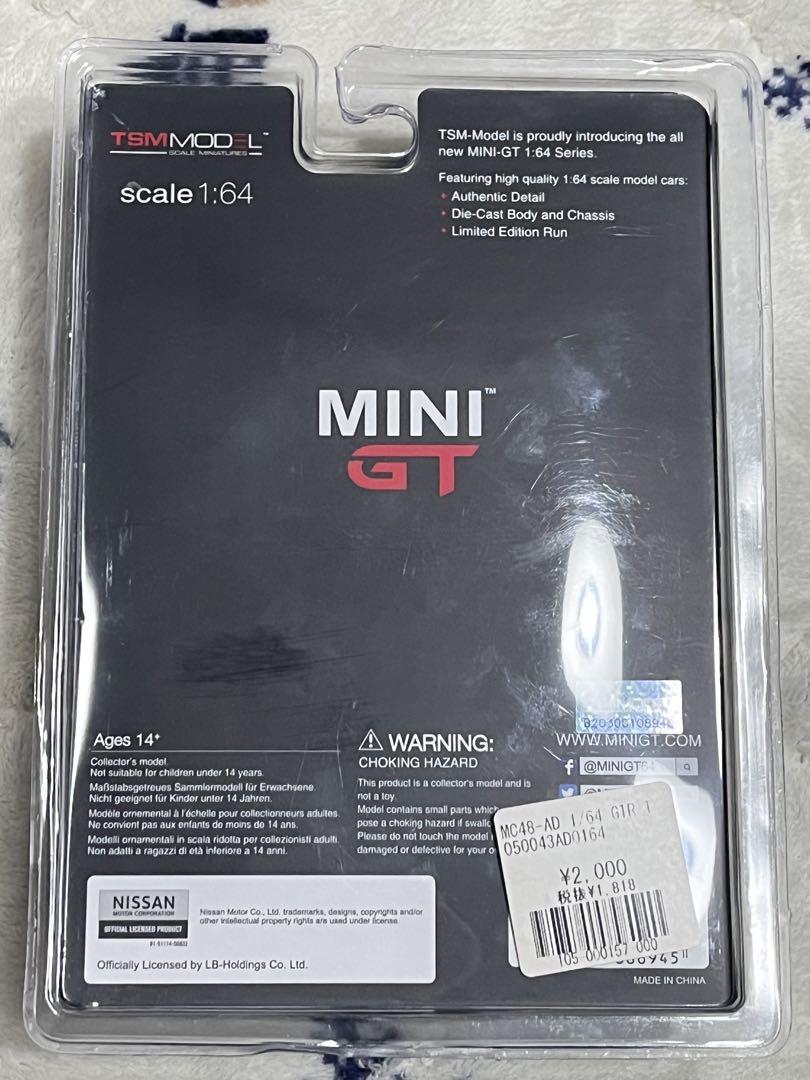 TSMMODEL™
SCALE MINIATURES
scale 1:64
TSM-Model is proudly introducing the all
new MINI-GT 1:64 Series.
Featuring high quality 1:64 scale model cars:
• Authentic Detail
• Die-Cast Body and Chassis
• Limited Edition Run
MINI™
GT
Ages 14+
Collector's model.
Not suitable for children under 14 years.
Maßstabsgetreues Sammlermodell für Erwachsene.
Nicht geeignet für Kinder unter 14 Jahren.
Modèle ornemental à l'échelle pour collectionneurs adultes.
Ne convient pas aux enfants de moins de 14 ans.
Modelli ornamentali in scala ridotta per collezionisti adulti.
Non adatti a ragazzi di età inferiore a 14 anni.
WARNING:
CHOKING HAZARD
This product is a collector's model and is
not a toy.
Model contains small parts which
pose a choking hazard if
Please do not touch the model
damaged or defective for your
WWW.MINIGT.COM
f @MINIGT64
MC48-AD 1/64 GTR
050043AD0164
¥2,000
税抜¥1,818
105 000157 000
NISSAN
MOTOR CORPORATION
OFFICIAL LICENSED PRODUCT
Nissan Motor Co., Ltd. trademarks, designs, copyrights and/or
other intellectual property rights are used under license.
Officially Licensed by LB-Holdings Co. Ltd.
MADE IN CHINA